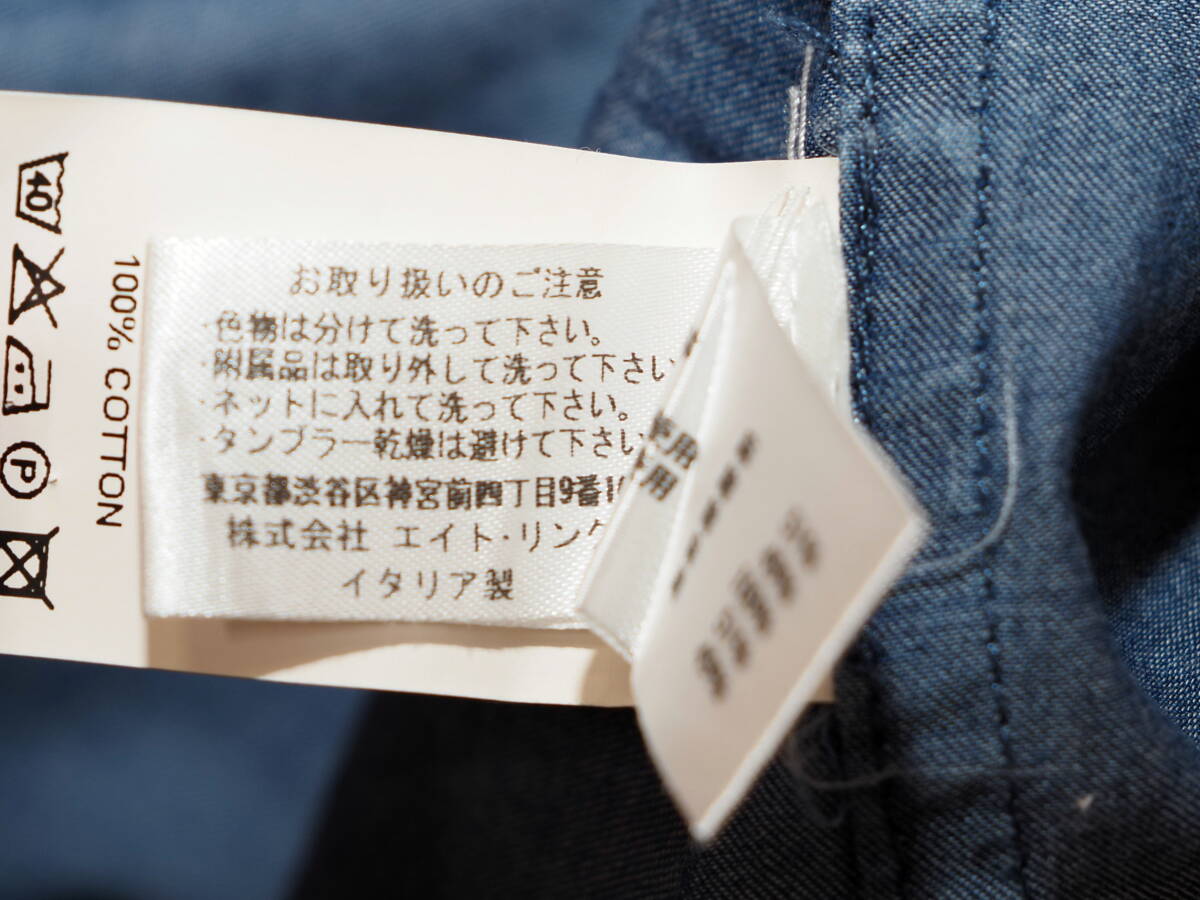 お取り扱いのご注意
・色物は分けて洗って下さい。
・附属品は取り外して洗って下さい
・ネットに入れて洗って下さい。
・タンブラー乾燥は避けて下さい
東京都渋谷区神宮前四丁目9番1
株式会社 エイト・リンク
イタリア製
100% COTTON
40
P
使用